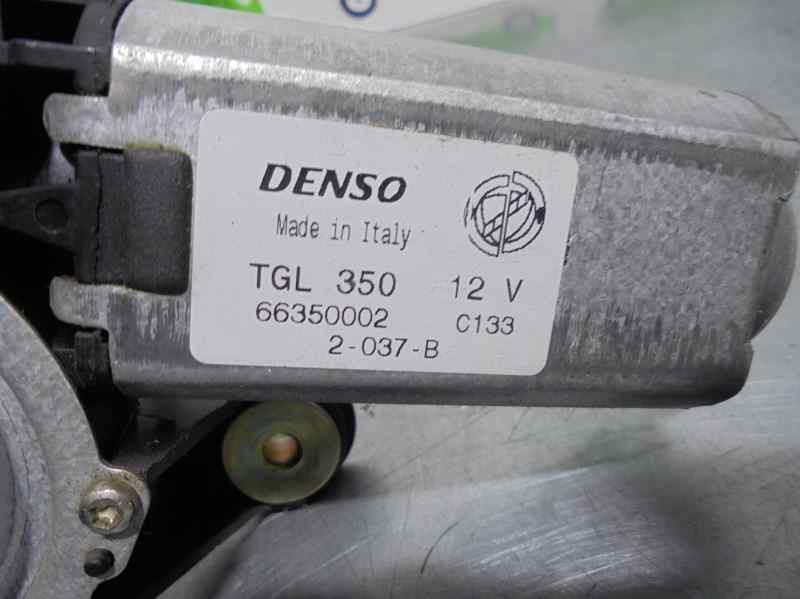 DENSO
Made in Italy
TGL 350 12 V
66350002 C133
2-037-B